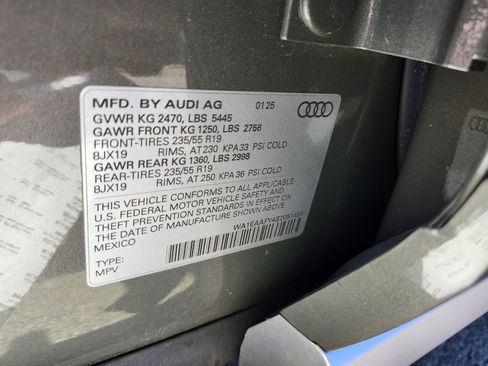 MFD. BY AUDI AG 01 25
GVWR KG 2470, LBS 5445
GAWR FRONT KG 1250, LBS 2756
FRONT-TIRES 235/55 R19
8JX19 RIMS, AT 230 KPA 33 PSI COLD
GAWR REAR KG 1360, LBS 2998
REAR-TIRES 235/55 R19
8JX19 RIMS, AT 250 KPA 36 PSI COLD
THIS VEHICLE CONFORMS TO ALL APPLICABLE
U.S. FEDERAL MOTOR VEHICLE SAFETY AND
THEFT PREVENTION STANDARDS IN EFFECT ON
THE DATE OF MANUFACTURE SHOWN ABOVE.
MEXICO
TYPE:
MPV